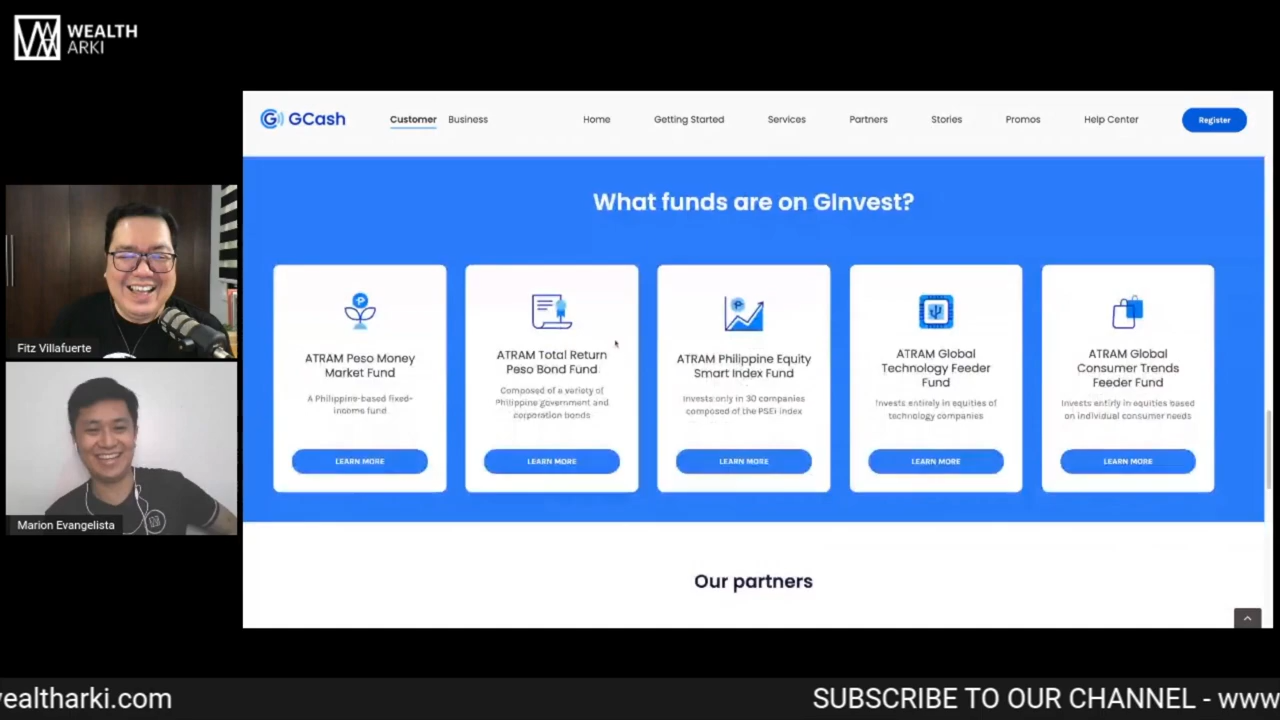 WEALTH
ARKI
GCash
Customer Business Home Getting Started Services Partners Stories Promos Help Center Register
What funds are on GInvest?
ATRAM Peso Money
Market Fund
A Philippine-based fixed-
income fund
LEARN MORE
ATRAM Total Return
Peso Bond Fund
Composed of a variety of
Philippine government and
corporation bonds
LEARN MORE
ATRAM Philippine Equity
Smart Index Fund
Invests only in 30 companies
composed of the PSEi index
LEARN MORE
ATRAM Global
Technology Feeder
Fund
Invests entirely in equities of
technology companies
LEARN MORE
ATRAM Global
Consumer Trends
Feeder Fund
Invests entirly in equities based
on individual consumer needs
LEARN MORE
Fitz Villafuerte
Marion Evangelista
Our partners
wealtharki.com SUBSCRIBE TO OUR CHANNEL - www